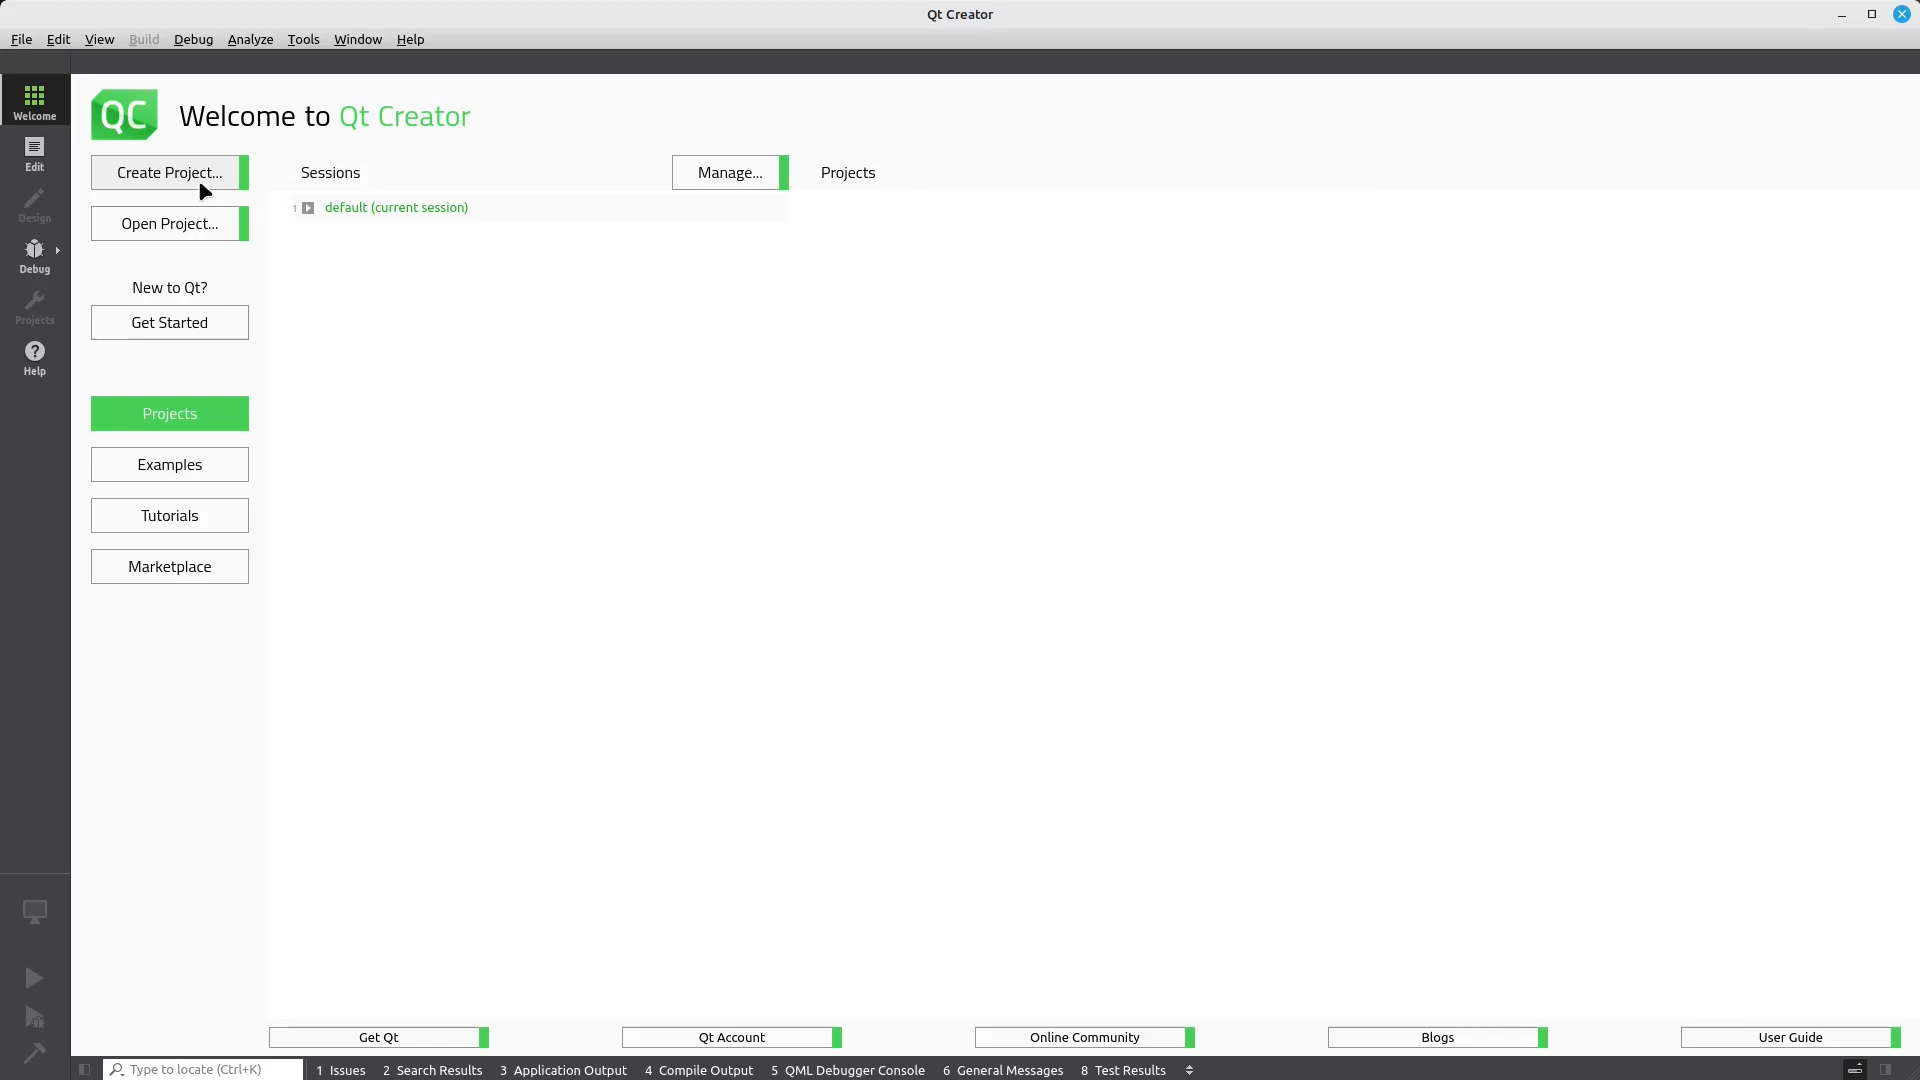 Qt Creator
File Edit View Build Debug Analyze Tools Window Help
Welcome
Edit
Design
Debug
Projects
Help
QC
Welcome to Qt Creator
Create Project...
Sessions
Manage...
Projects
1 default (current session)
Open Project...
New to Qt?
Get Started
Projects
Examples
Tutorials
Marketplace
Get Qt
Qt Account
Online Community
Blogs
User Guide
Type to locate (Ctrl+K)
1 Issues 2 Search Results 3 Application Output 4 Compile Output 5 QML Debugger Console 6 General Messages 8 Test Results